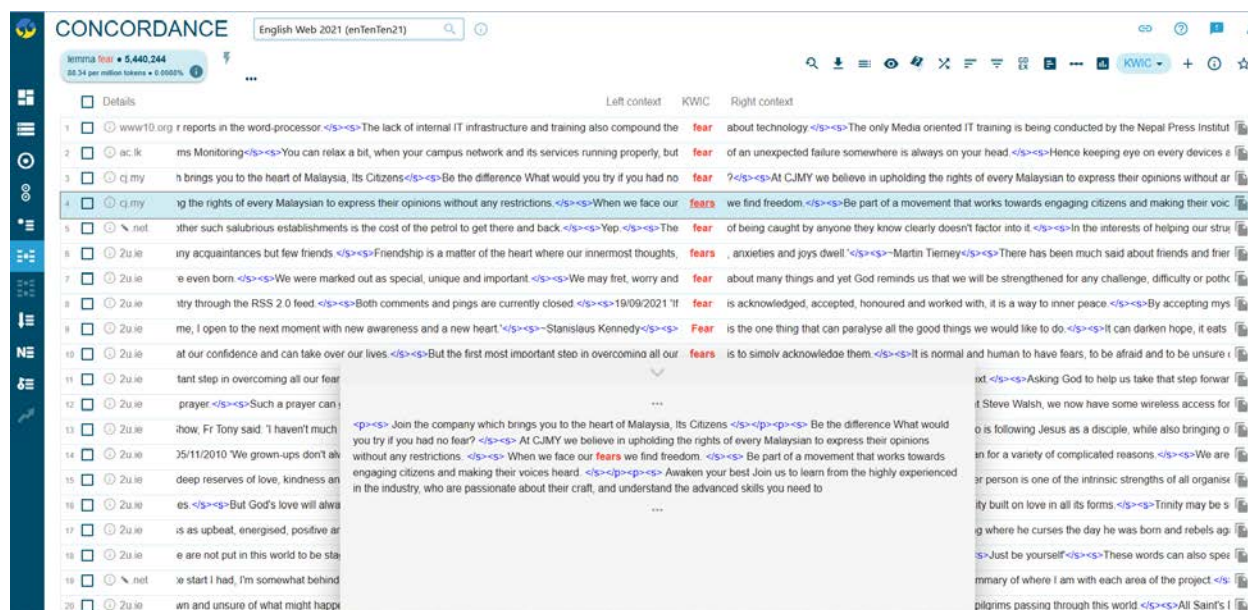 CONCORDANCE
English Web 2021 (enTenTen21)
lemma fear • 5,440,244
88.34 per million tokens • 0.0088%
KWIC
Details Left context KWIC Right context
1 www10.org r reports in the word-processor.</s><s>The lack of internal IT infrastructure and training also compound the fear about technology.</s><s>The only Media oriented IT training is being conducted by the Nepal Press Institut
2 ac.lk ms Monitoring</s><s>You can relax a bit, when your campus network and its services running properly, but fear of an unexpected failure somewhere is always on your head.</s><s>Hence keeping eye on every devices a
3 cj.my h brings you to the heart of Malaysia, Its Citizens</s><s>Be the difference What would you try if you had no fear ?</s><s>At CJMY we believe in upholding the rights of every Malaysian to express their opinions without ar
4 cj.my ng the rights of every Malaysian to express their opinions without any restrictions.</s><s>When we face our fears we find freedom.</s><s>Be part of a movement that works towards engaging citizens and making their voic
5 .net other such salubrious establishments is the cost of the petrol to get there and back.</s><s>Yep.</s><s>The fear of being caught by anyone they know clearly doesn't factor into it.</s><s>In the interests of helping our stru
6 2u.ie iny acquaintances but few friends.</s><s>Friendship is a matter of the heart where our innermost thoughts, fears , anxieties and joys dwell.'</s><s>~Martin Tierney</s><s>There has been much said about friends and frier
7 2u.ie e even born.</s><s>We were marked out as special, unique and important.</s><s>We may fret, worry and fear about many things and yet God reminds us that we will be strengthened for any challenge, difficulty or potho
8 2u.ie ntry through the RSS 2.0 feed.</s><s>Both comments and pings are currently closed.</s><s>19/09/2021 'If fear is acknowledged, accepted, honoured and worked with, it is a way to inner peace.</s><s>By accepting mys
9 2u.ie me, I open to the next moment with new awareness and a new heart.'</s><s>~Stanislaus Kennedy</s><s> Fear is the one thing that can paralyse all the good things we would like to do.</s><s>It can darken hope, it eats
10 2u.ie at our confidence and can take over our lives.</s><s>But the first most important step in overcoming all our fears is to simply acknowledge them.</s><s>It is normal and human to have fears, to be afraid and to be unsure
11 2u.ie tant step in overcoming all our fear xt.</s><s>Asking God to help us take that step forwar
12 2u.ie prayer.</s><s>Such a prayer can t Steve Walsh, we now have some wireless access for
13 2u.ie how, Fr Tony said: 'I haven't much o is following Jesus as a disciple, while also bringing o
14 2u.ie 05/11/2010 'We grown-ups don't alw an for a variety of complicated reasons.</s><s>We are
15 2u.ie deep reserves of love, kindness an er person is one of the intrinsic strengths of all organise
16 2u.ie es.</s><s>But God's love will alwa ity built on love in all its forms.</s><s>Trinity may be s
17 2u.ie is as upbeat, energised, positive ar g where he curses the day he was born and rebels ag
18 2u.ie e are not put in this world to be sta s>Just be yourself'</s><s>These words can also spea
19 .net e start I had, I'm somewhat behind mmary of where I am with each area of the project.</s
20 2u.ie wn and unsure of what might happe pilgrims passing through this world.</s><s>All Saint's
...
<p><s> Join the company which brings you to the heart of Malaysia, Its Citizens </s></p><p><s> Be the difference What would
you try if you had no fear? </s><s> At CJMY we believe in upholding the rights of every Malaysian to express their opinions
without any restrictions. </s><s> When we face our fears we find freedom. </s><s> Be part of a movement that works towards
engaging citizens and making their voices heard. </s></p><p><s> Awaken your best Join us to learn from the highly experienced
in the industry, who are passionate about their craft, and understand the advanced skills you need to
...